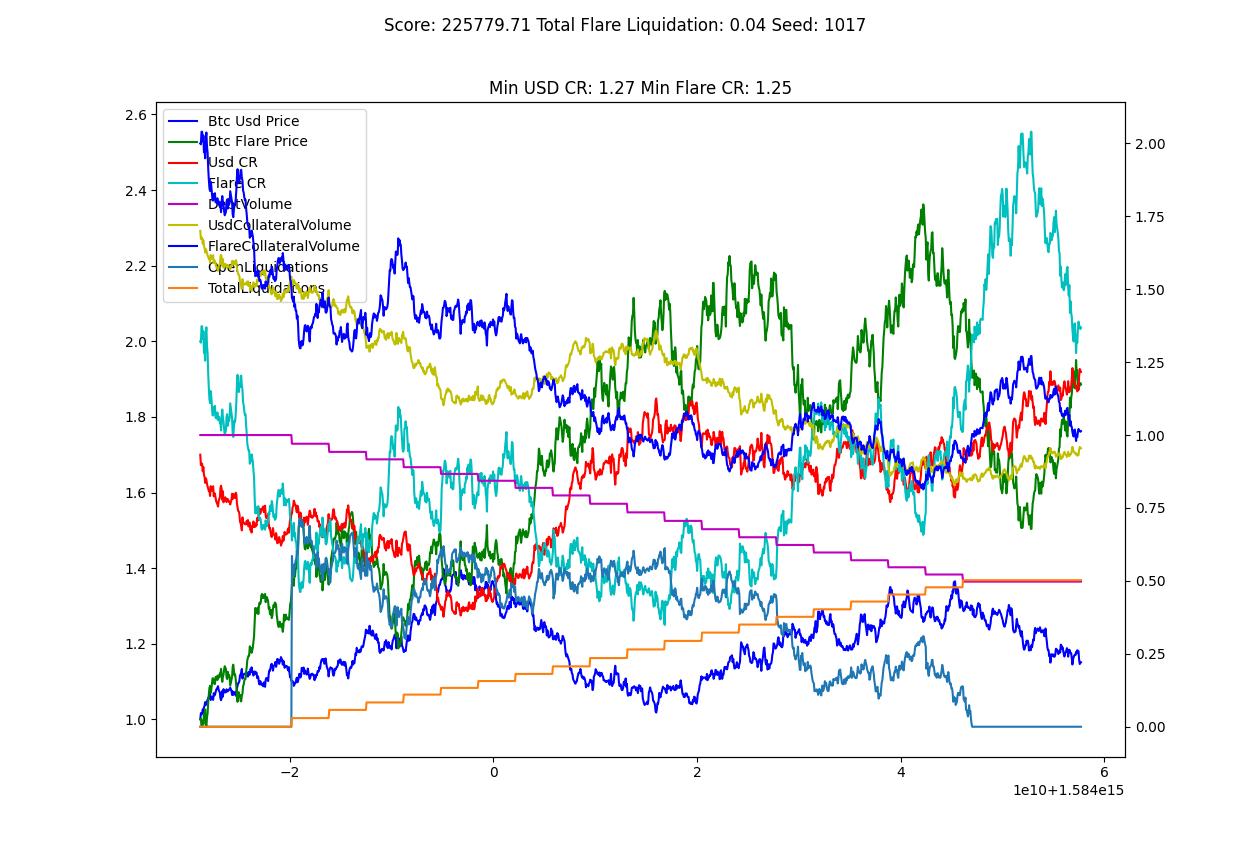 Score: 225779.71 Total Flare Liquidation: 0.04 Seed: 1017
Min USD CR: 1.27 Min Flare CR: 1.25
Btc Usd Price
Btc Flare Price
Usd CR
Flare CR
DebtVolume
UsdCollateralVolume
FlareCollateralVolume
OpenLiquidations
TotalLiquidations
2.6
2.4
2.2
2.0
1.8
1.6
1.4
1.2
1.0
2.00
1.75
1.50
1.25
1.00
0.75
0.50
0.25
0.00
−2 0 2 4 6
1e10+1.584e15